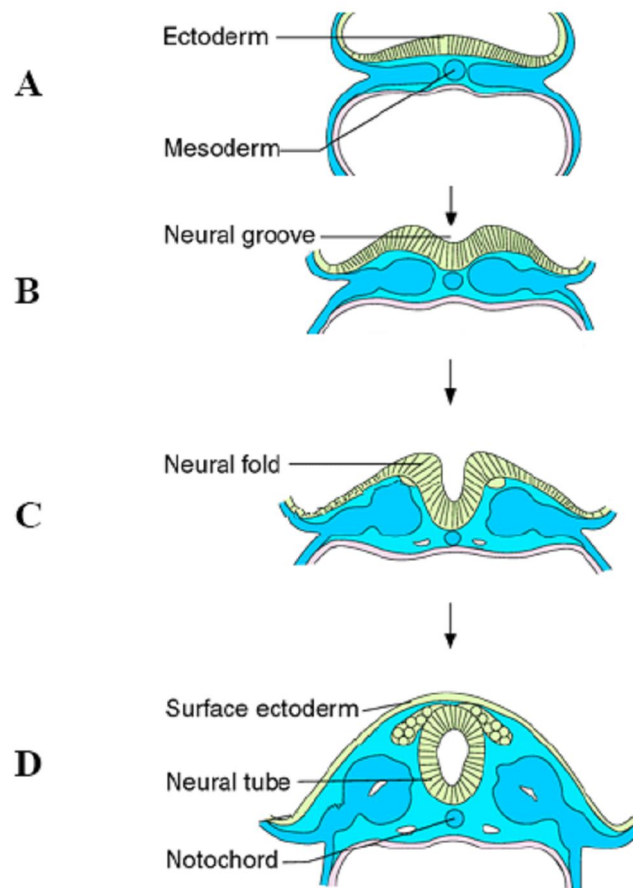 Ectoderm
A
Mesoderm
Neural groove
B
Neural fold
C
Surface ectoderm
D
Neural tube
Notochord